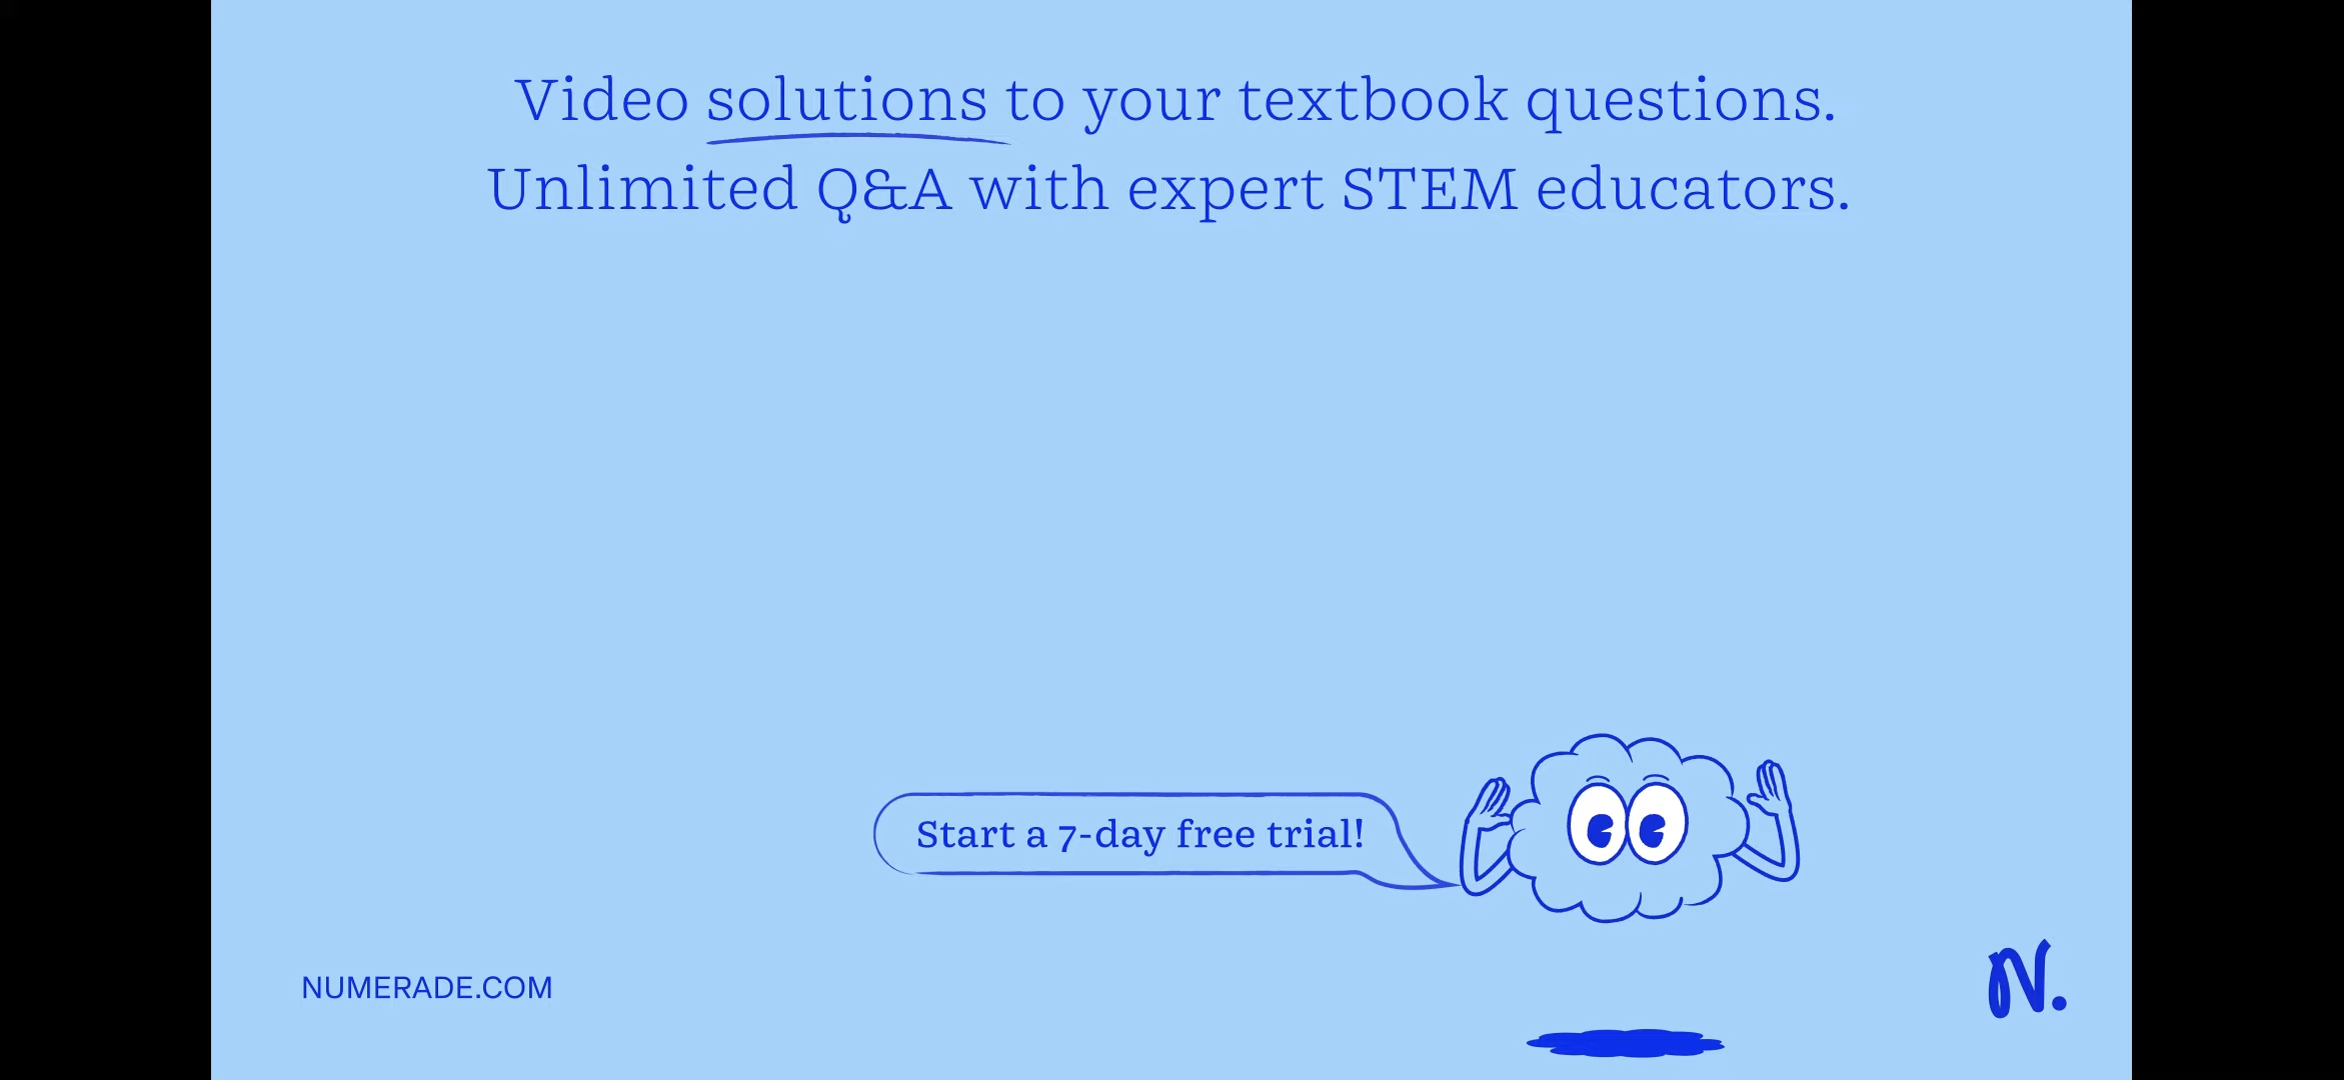 Video solutions to your textbook questions.
Unlimited Q&A with expert STEM educators.
Start a 7-day free trial!
NUMERADE.COM
N.